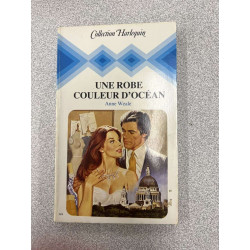 Collection Harlequin
UNE ROBE
COULEUR D'OCÉAN
Anne Weale